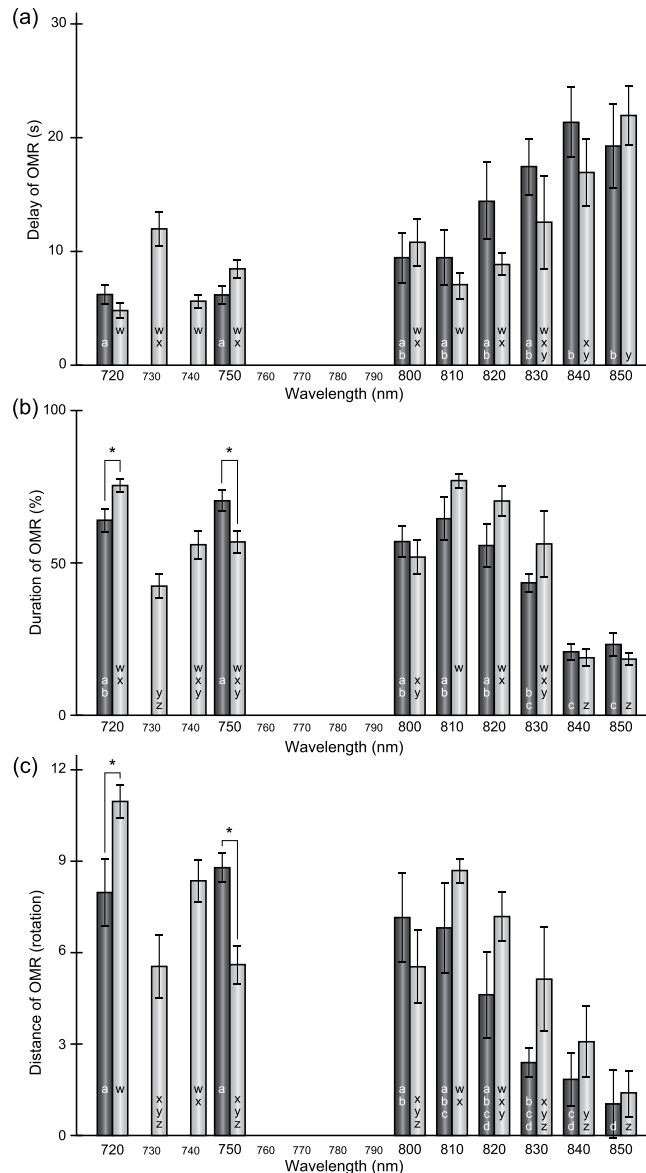 (a)
30
20
10
0
Delay of OMR (s)
a w w x w a w x a b w x a b w a b w x a b w x y b x y b y
720 730 740 750 760 770 780 790 800 810 820 830 840 850
Wavelength (nm)
(b)
100
50
0
Duration of OMR (%)
* *
a b w x y z w x y a w x y a b x y a b w a b w x b c w x y c z c z
720 730 740 750 760 770 780 790 800 810 820 830 840 850
Wavelength (nm)
(c)
12
9
6
3
0
Distance of OMR (rotation)
* *
a w x y z w x a x y z a b x y z a b c w x a b c d w x y b c d x y z c d y z d z
720 730 740 750 760 770 780 790 800 810 820 830 840 850
Wavelength (nm)